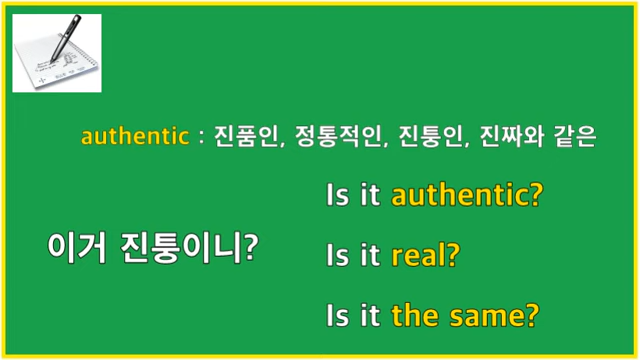 authentic : 진품인, 정통적인, 진퉁인, 진짜와 같은
이거 진퉁이니?
Is it authentic?
Is it real?
Is it the same?